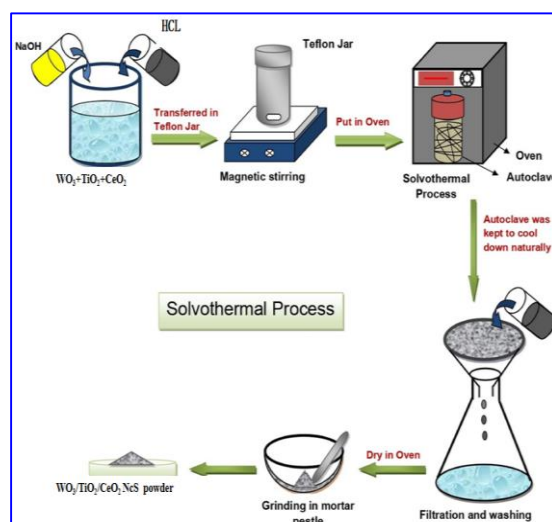 HCL
NaOH
Teflon Jar
Transferred in
Teflon Jar
Put in Oven
WO₃+TiO₂+CeO₂
Magnetic stirring
Solvothermal
Process
Oven
Autoclave
Autoclave was
kept to cool
down naturally
Solvothermal Process
Dry in Oven
WO₃/TiO₂/CeO₂ NcS powder
Grinding in mortar
pestle
Filtration and washing